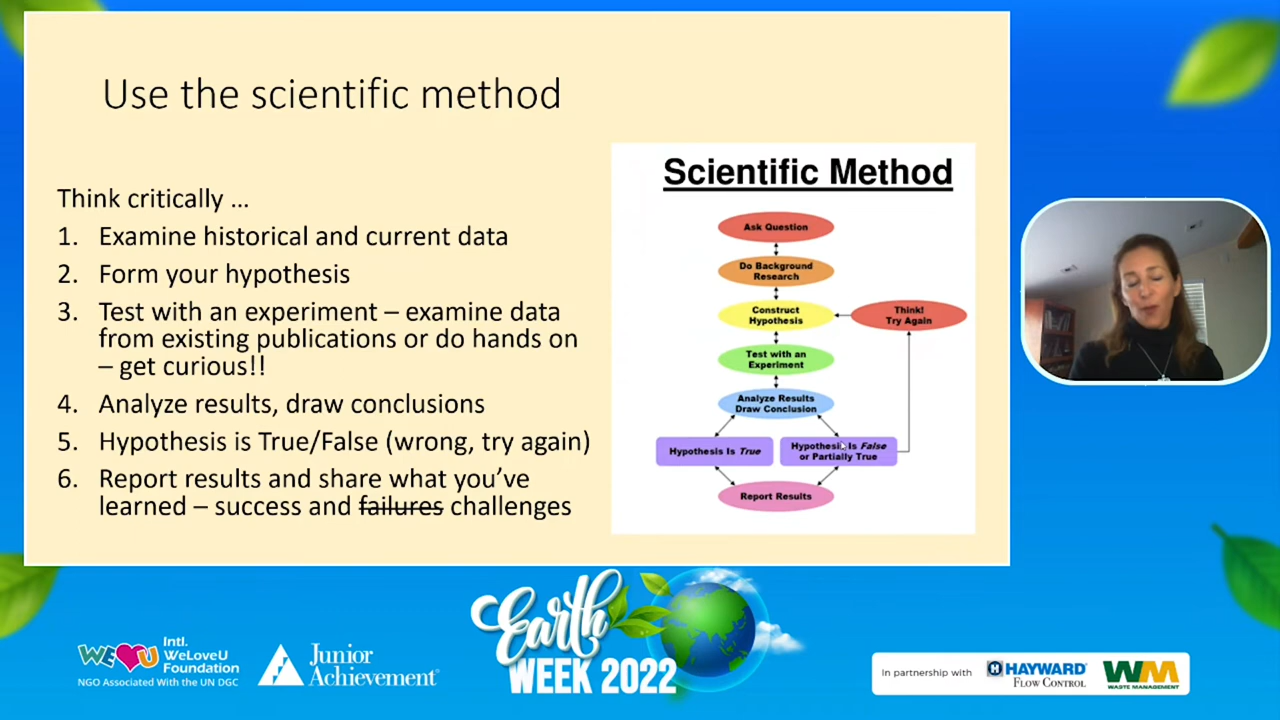 Use the scientific method
Think critically ...
1. Examine historical and current data
2. Form your hypothesis
3. Test with an experiment – examine data
from existing publications or do hands on
– get curious!!
4. Analyze results, draw conclusions
5. Hypothesis is True/False (wrong, try again)
6. Report results and share what you've
learned – success and failures challenges
Scientific Method
Ask Question
Do Background
Research
Construct
Hypothesis
Think!
Try Again
Test with an
Experiment
Analyze Results
Draw Conclusion
Hypothesis Is True
Hypothesis Is False
or Partially True
Report Results
Earth
WEEK 2022
WE U
Intl.
WeLoveU
Foundation
NGO Associated With the UN DGC
Junior
Achievement®
In partnership with
H HAYWARD
FLOW CONTROL
WM
WASTE MANAGEMENT